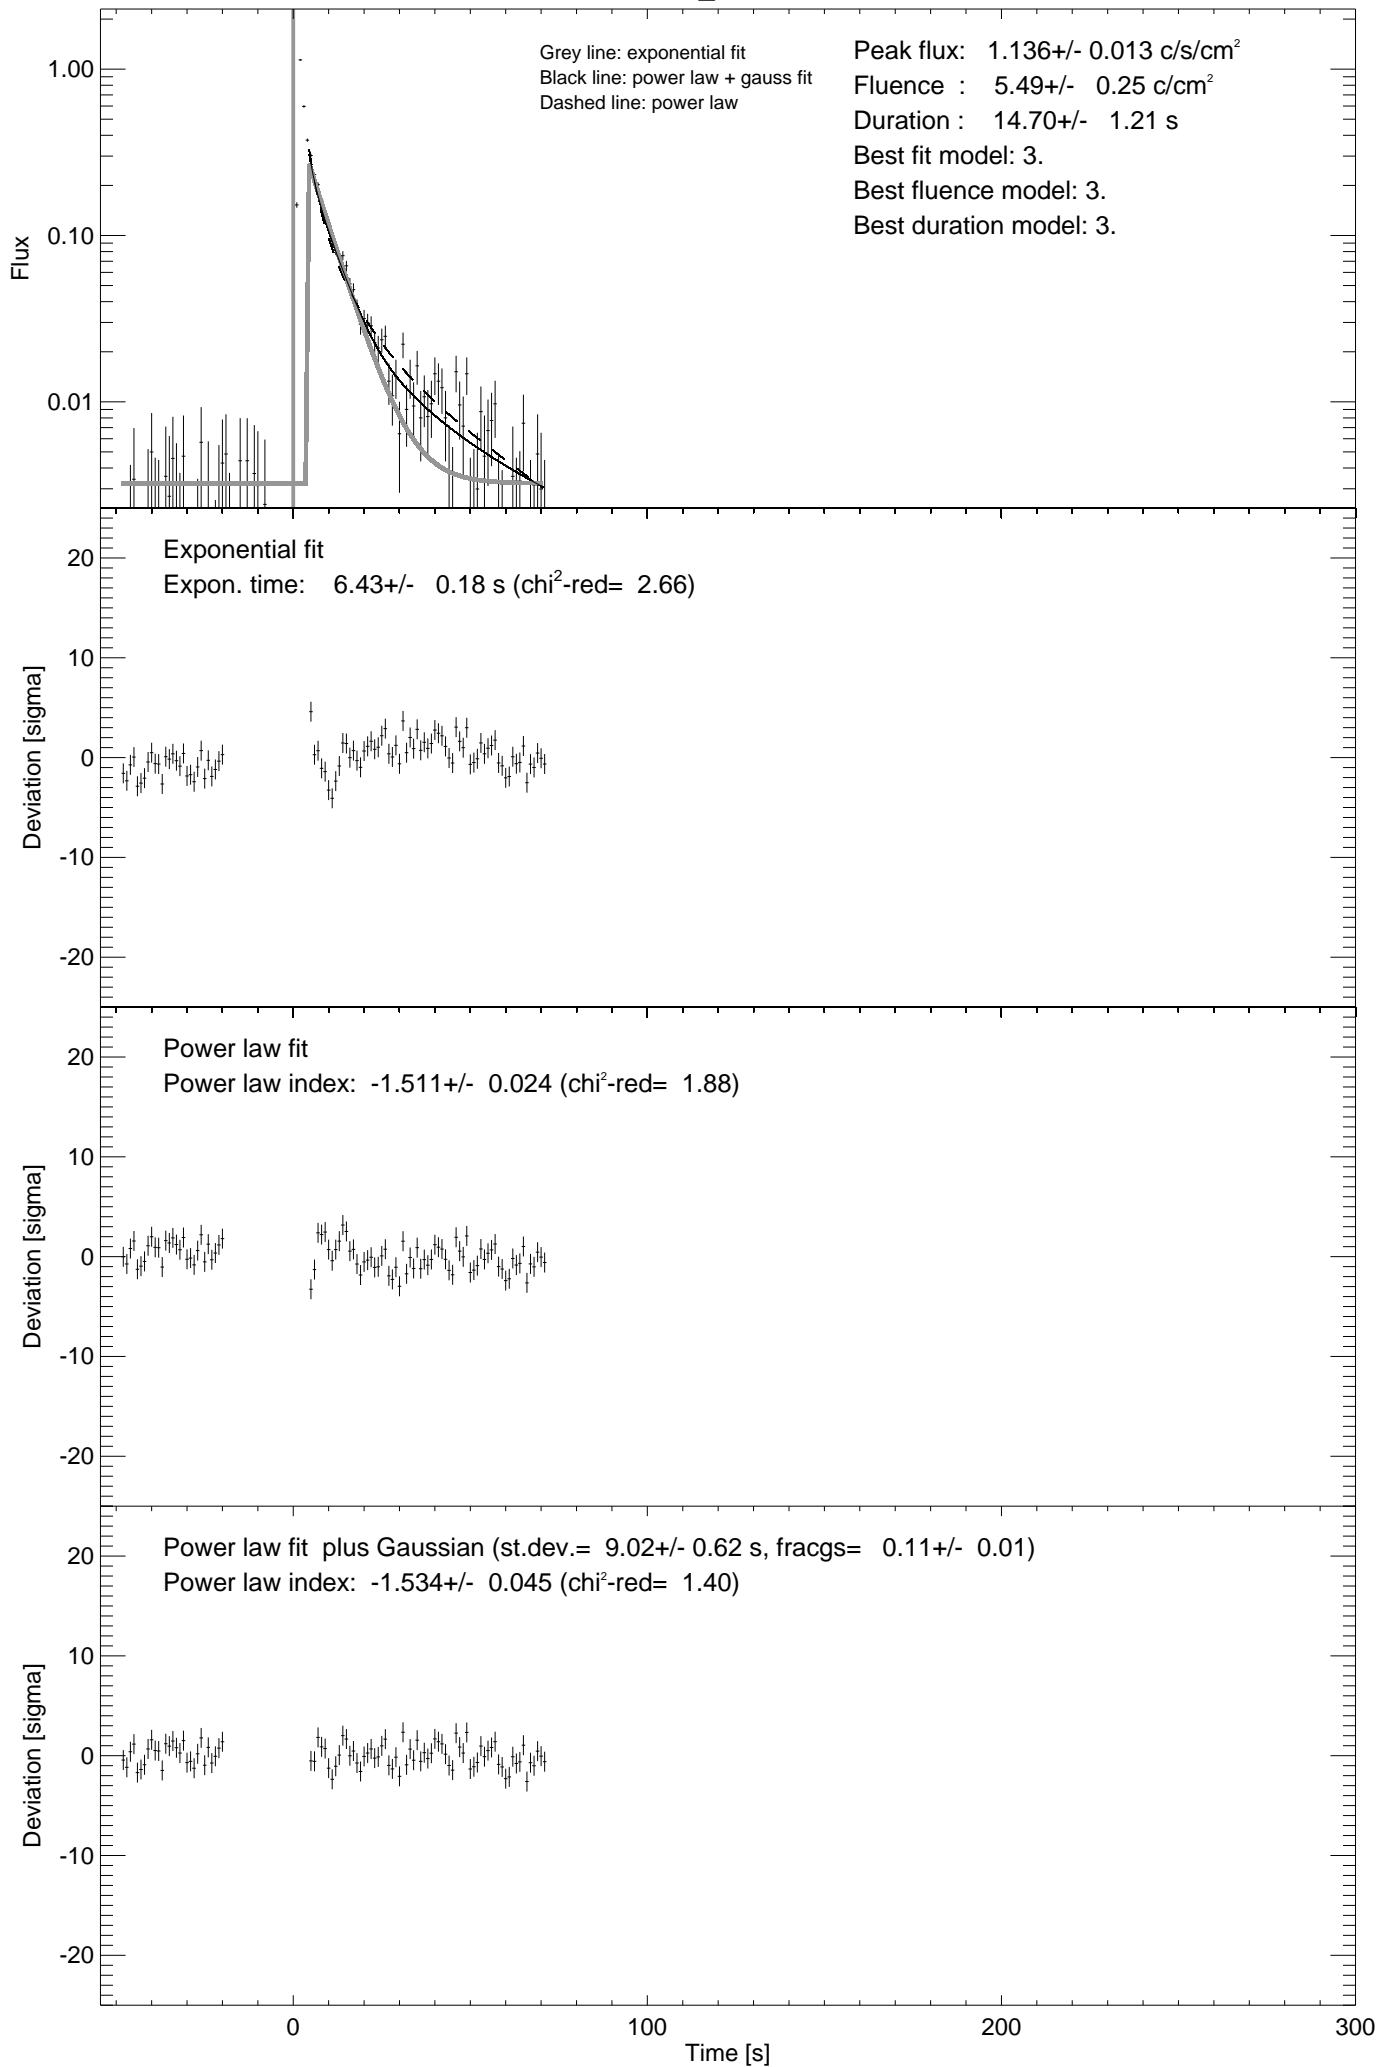 Grey line: exponential fit
Black line: power law + gauss fit
Dashed line: power law
Peak flux: 1.136+/- 0.013 c/s/cm²
Fluence : 5.49+/- 0.25 c/cm²
Duration : 14.70+/- 1.21 s
Best fit model: 3.
Best fluence model: 3.
Best duration model: 3.
1.00
0.10
0.01
Flux
Exponential fit
Expon. time: 6.43+/- 0.18 s (chi²-red= 2.66)
20
10
0
-10
-20
Deviation [sigma]
Power law fit
Power law index: -1.511+/- 0.024 (chi²-red= 1.88)
20
10
0
-10
-20
Deviation [sigma]
Power law fit plus Gaussian (st.dev.= 9.02+/- 0.62 s, fracgs= 0.11+/- 0.01)
Power law index: -1.534+/- 0.045 (chi²-red= 1.40)
20
10
0
-10
-20
Deviation [sigma]
0 100 200 300
Time [s]